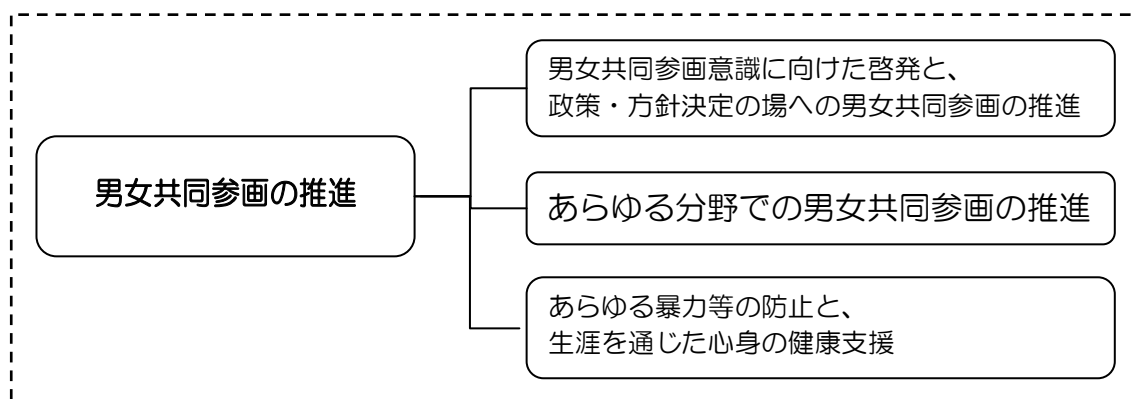 男女共同参画の推進
男女共同参画意識に向けた啓発と、
政策・方針決定の場への男女共同参画の推進
あらゆる分野での男女共同参画の推進
あらゆる暴力等の防止と、
生涯を通じた心身の健康支援